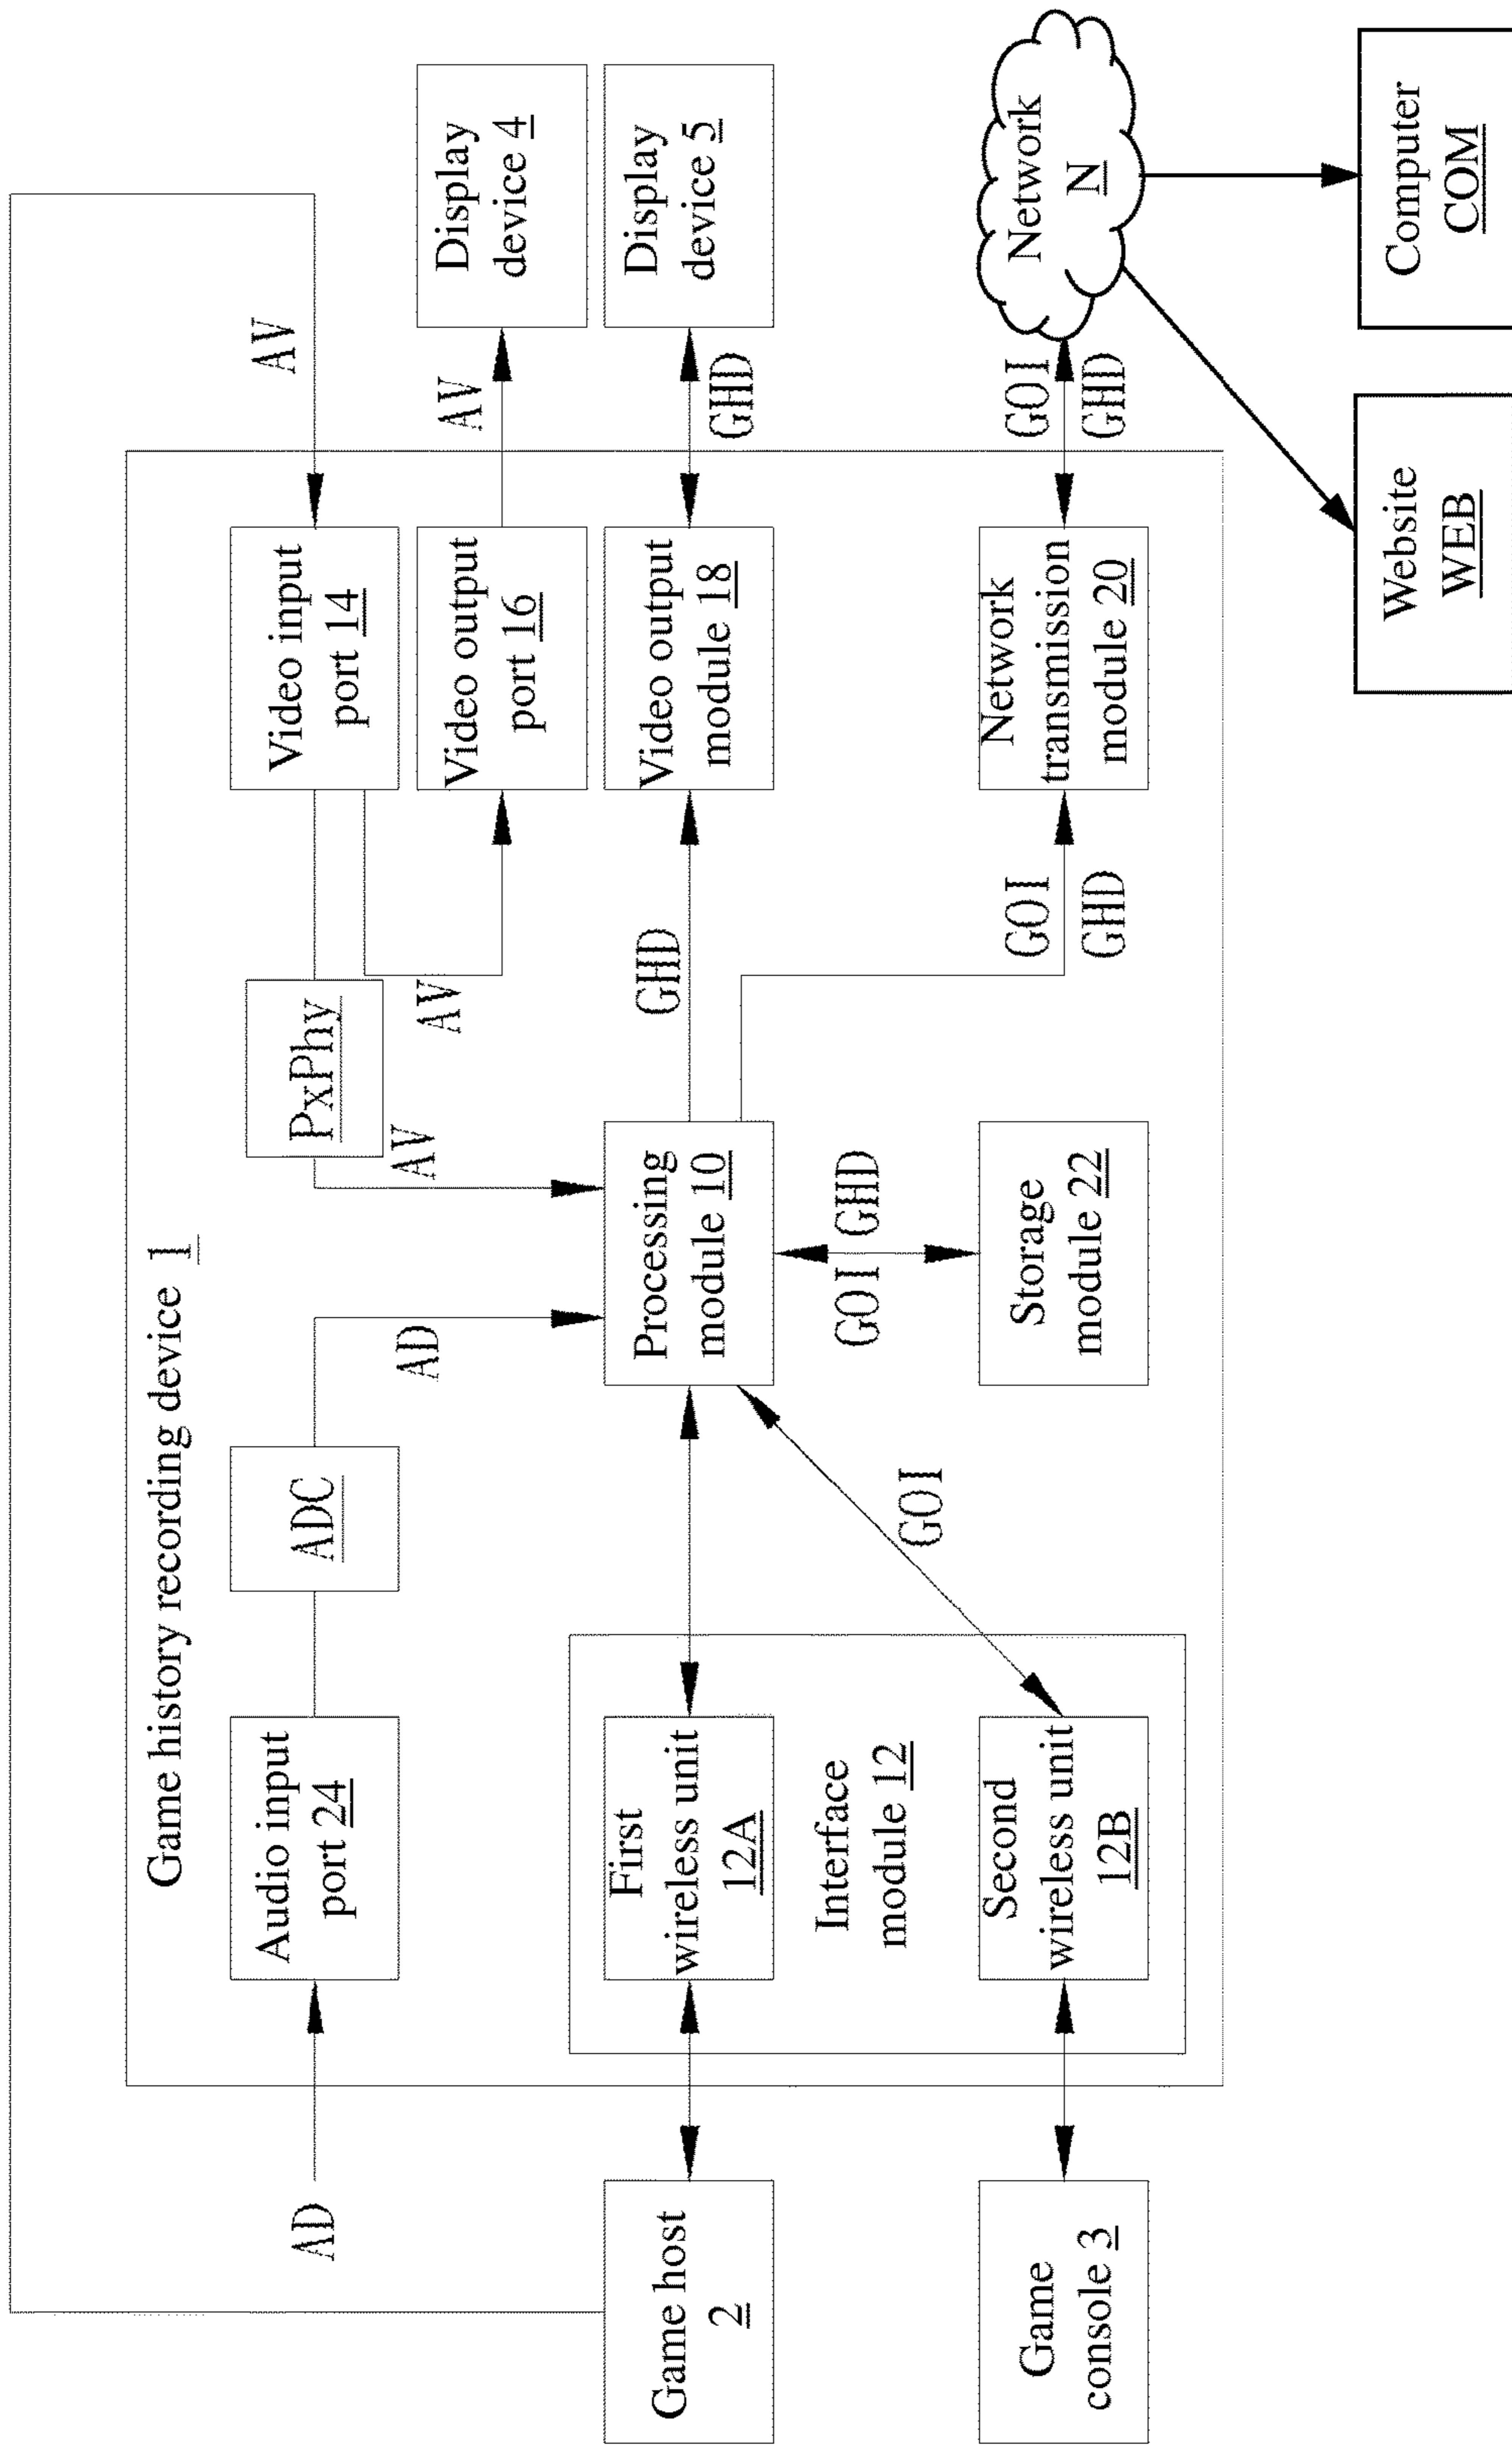 Game history recording device 1
AD
Audio input
port 24
ADC
AD
PxPhy
AV
AV
Video input
port 14
AV
Video output
port 16
AV
Display
device 4
Game host
2
First
wireless unit
12A
Interface
module 12
Processing
module 10
GHD
Video output
module 18
GHD
Display
device 5
GOI
GOI GHD
Game
console 3
Second
wireless unit
12B
Storage
module 22
GOI
GHD
Network
transmission
module 20
GOI
GHD
Network
N
Website
WEB
Computer
COM